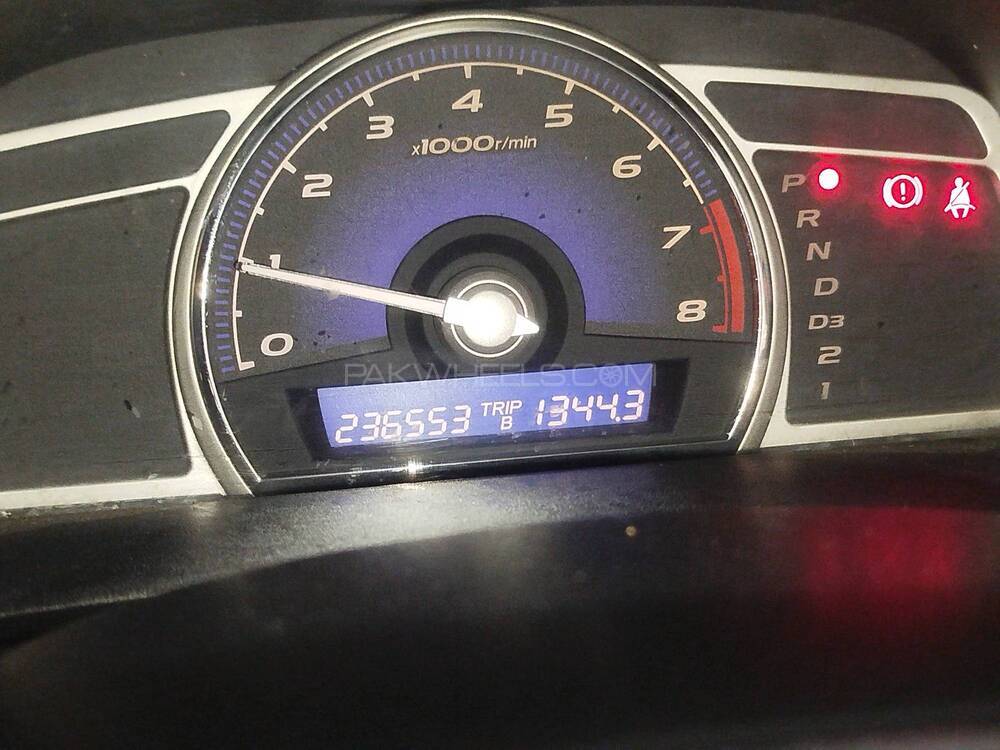 0 1 2 3 4 5 6 7 8
x1000r/min
P
R
N
D
D3
2
1
PAKWHEELS.COM
236553 TRIP B 1344.3